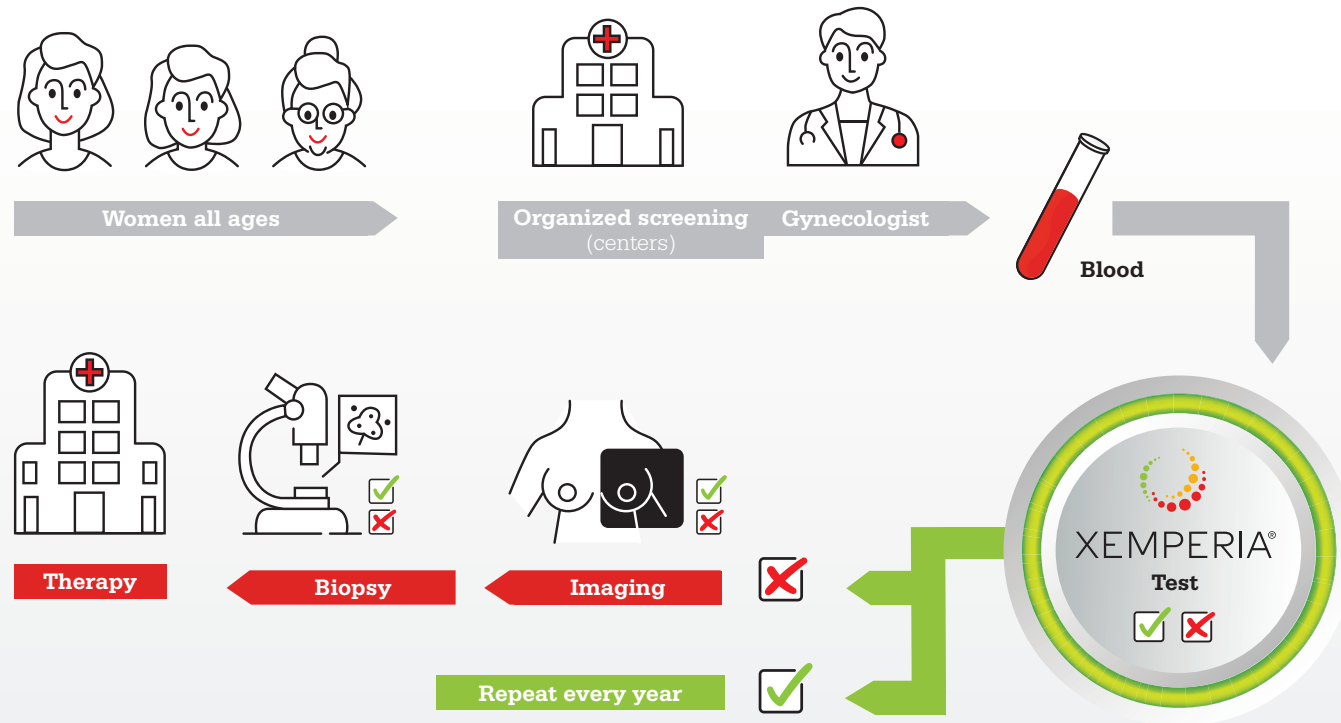 Women all ages
Organized screening
(centers)
Gynecologist
Blood
XEMPERIA®
Test
Therapy
Biopsy
Imaging
Repeat every year